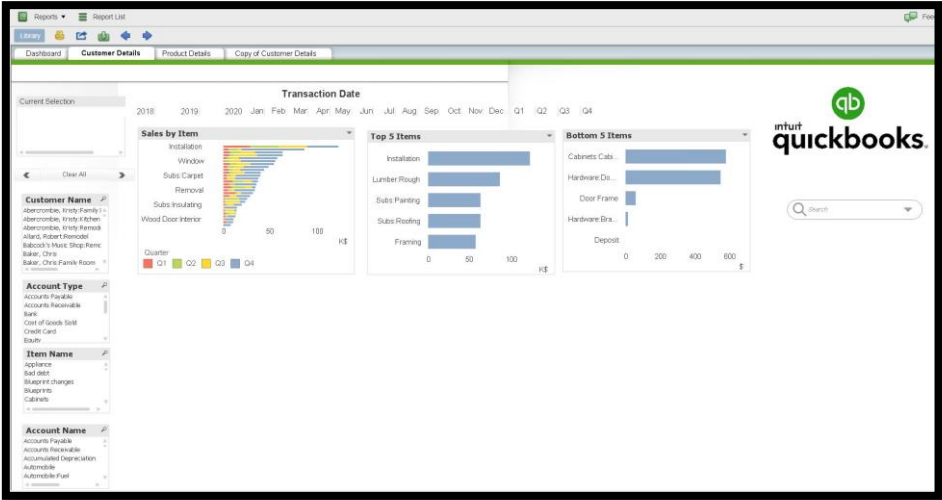 Reports
Report List
Feed
Library
Dashboard
Customer Details
Product Details
Copy of Customer Details
Transaction Date
2018 2019 2020 Jan Feb Mar Apr May Jun Jul Aug Sep Oct Nov Dec Q1 Q2 Q3 Q4
Current Selection
Clear All
Customer Name
Abercrombie, Kristy:Family
Abercrombie, Kristy:Kitchen
Abercrombie, Kristy:Remodi
Allard, Robert:Remodel
Babcock's Music Shop:Remc
Baker, Chris
Baker, Chris:Family Room
Account Type
Accounts Payable
Accounts Receivable
Bank
Cost of Goods Sold
Credit Card
Equity
Item Name
Appliance
Bad debt
Blueprint changes
Blueprints
Cabinets
Account Name
Accounts Payable
Accounts Receivable
Accumulated Depreciation
Automobile
Automobile:Fuel
Sales by Item
Installation
Window
Subs Carpet
Removal
Subs Insulating
Wood Door:Interior
0 50 100
K$
Quarter
Q1 Q2 Q3 Q4
Top 5 Items
Installation
Lumber:Rough
Subs Painting
Subs Roofing
Framing
0 50 100
K$
Bottom 5 Items
Cabinets Cabi...
Hardware:Do...
Door Frame
Hardware:Bra...
Deposit
0 200 400 600
$
qb
intuit
quickbooks.
Search